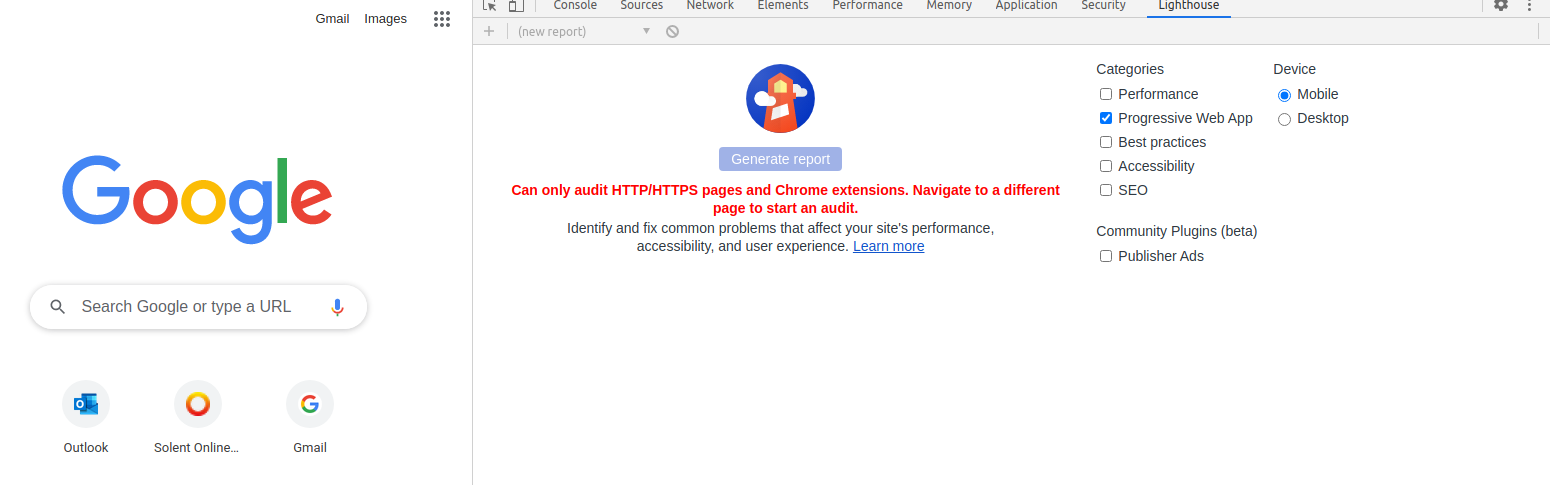 Gmail Images
Google
Search Google or type a URL
Outlook
Solent Online...
Gmail
Console Sources Network Elements Performance Memory Application Security Lighthouse
(new report)
Generate report
Can only audit HTTP/HTTPS pages and Chrome extensions. Navigate to a different
page to start an audit.
Identify and fix common problems that affect your site's performance,
accessibility, and user experience. Learn more
Categories
Performance
Progressive Web App
Best practices
Accessibility
SEO
Community Plugins (beta)
Publisher Ads
Device
Mobile
Desktop